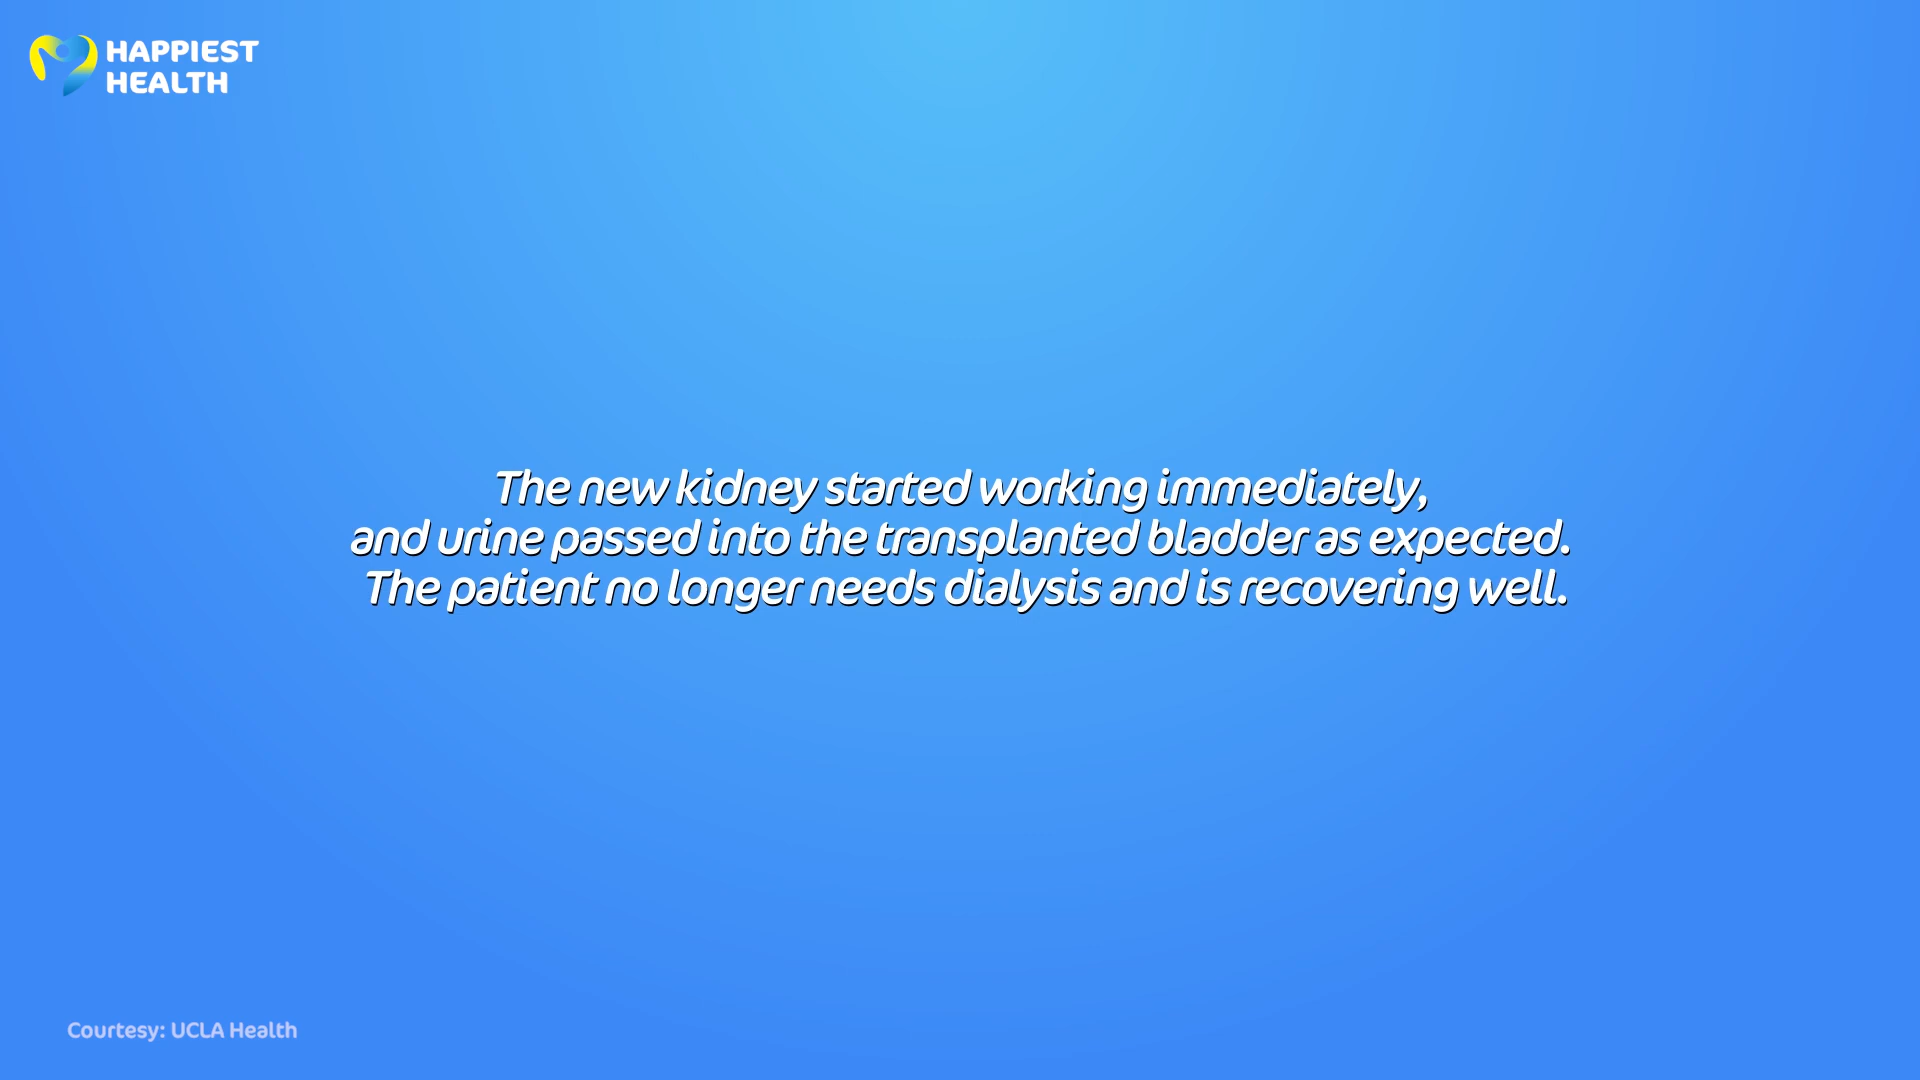 HAPPIEST
HEALTH
The new kidney started working immediately,
and urine passed into the transplanted bladder as expected.
The patient no longer needs dialysis and is recovering well.
Courtesy: UCLA Health